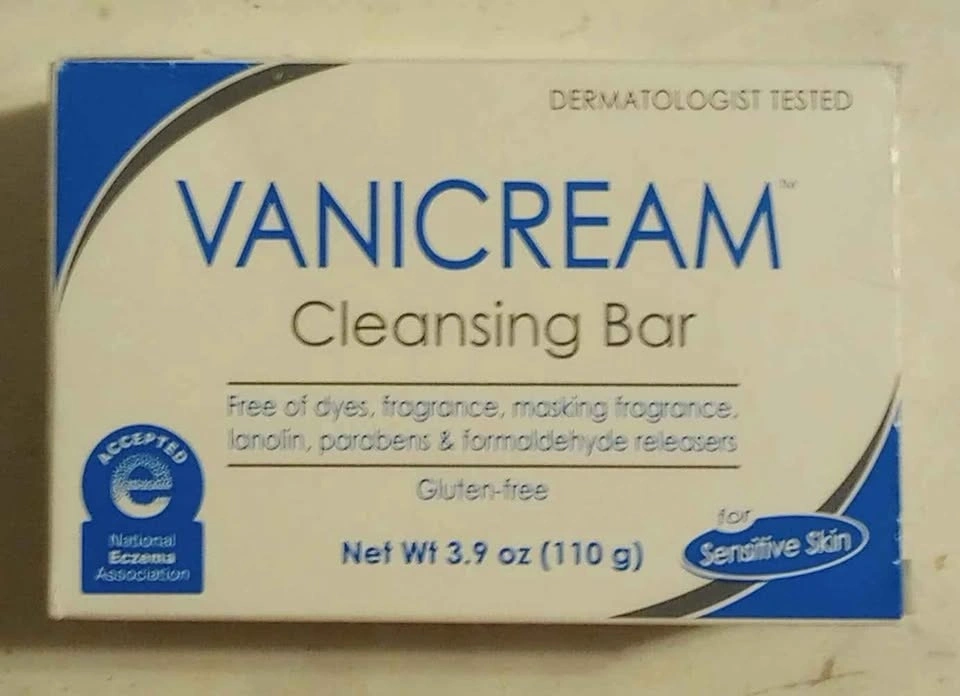 DERMATOLOGIST TESTED
VANICREAM™
Cleansing Bar
Free of dyes, fragrance, masking fragrance,
lanolin, parabens & formaldehyde releasers
Gluten-free
Net Wt 3.9 oz (110 g)
for
Sensitive Skin
ACCEPTED
National
Eczema
Association